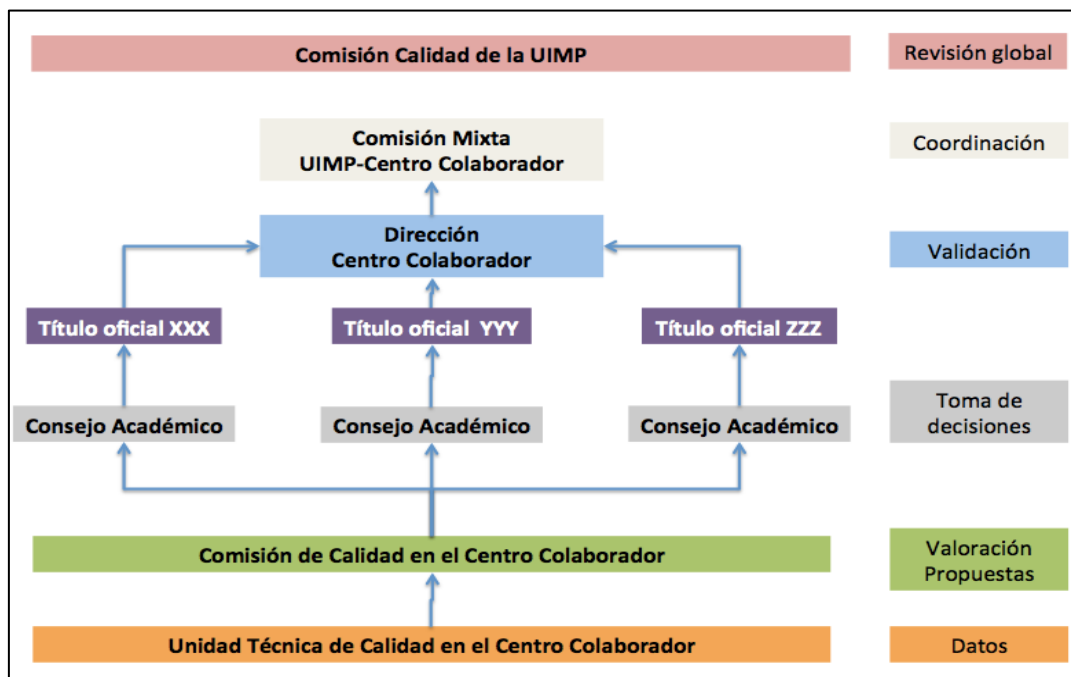 Comisión Calidad de la UIMP
Revisión global
Comisión Mixta
UIMP-Centro Colaborador
Coordinación
Dirección
Centro Colaborador
Validación
Título oficial XXX
Título oficial YYY
Título oficial ZZZ
Consejo Académico
Consejo Académico
Consejo Académico
Toma de
decisiones
Comisión de Calidad en el Centro Colaborador
Valoración
Propuestas
Unidad Técnica de Calidad en el Centro Colaborador
Datos